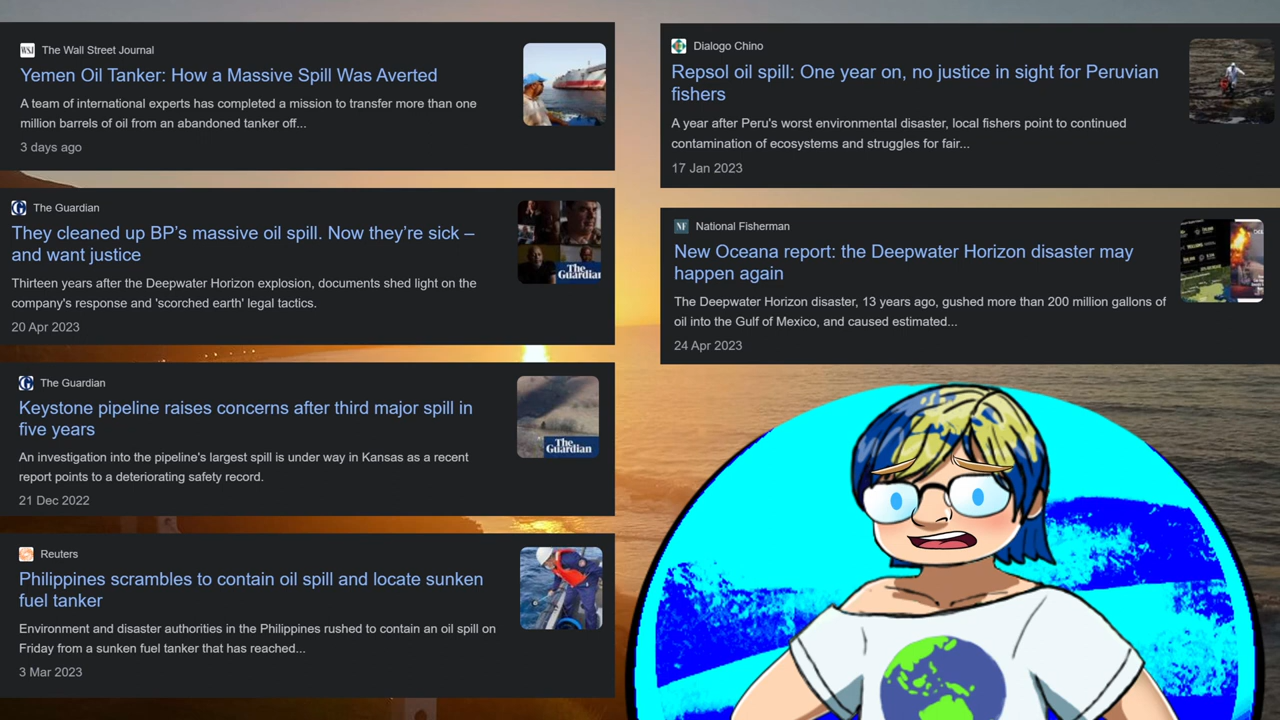 WSJ The Wall Street Journal
Yemen Oil Tanker: How a Massive Spill Was Averted
A team of international experts has completed a mission to transfer more than one
million barrels of oil from an abandoned tanker off...
3 days ago
The Guardian
They cleaned up BP’s massive oil spill. Now they’re sick –
and want justice
Thirteen years after the Deepwater Horizon explosion, documents shed light on the
company's response and 'scorched earth' legal tactics.
20 Apr 2023
The Guardian
The Guardian
Keystone pipeline raises concerns after third major spill in
five years
An investigation into the pipeline's largest spill is under way in Kansas as a recent
report points to a deteriorating safety record.
21 Dec 2022
The
Guardian
Reuters
Philippines scrambles to contain oil spill and locate sunken
fuel tanker
Environment and disaster authorities in the Philippines rushed to contain an oil spill on
Friday from a sunken fuel tanker that has reached...
3 Mar 2023
Dialogo Chino
Repsol oil spill: One year on, no justice in sight for Peruvian
fishers
A year after Peru's worst environmental disaster, local fishers point to continued
contamination of ecosystems and struggles for fair...
17 Jan 2023
NF National Fisherman
New Oceana report: the Deepwater Horizon disaster may
happen again
The Deepwater Horizon disaster, 13 years ago, gushed more than 200 million gallons of
oil into the Gulf of Mexico, and caused estimated...
24 Apr 2023